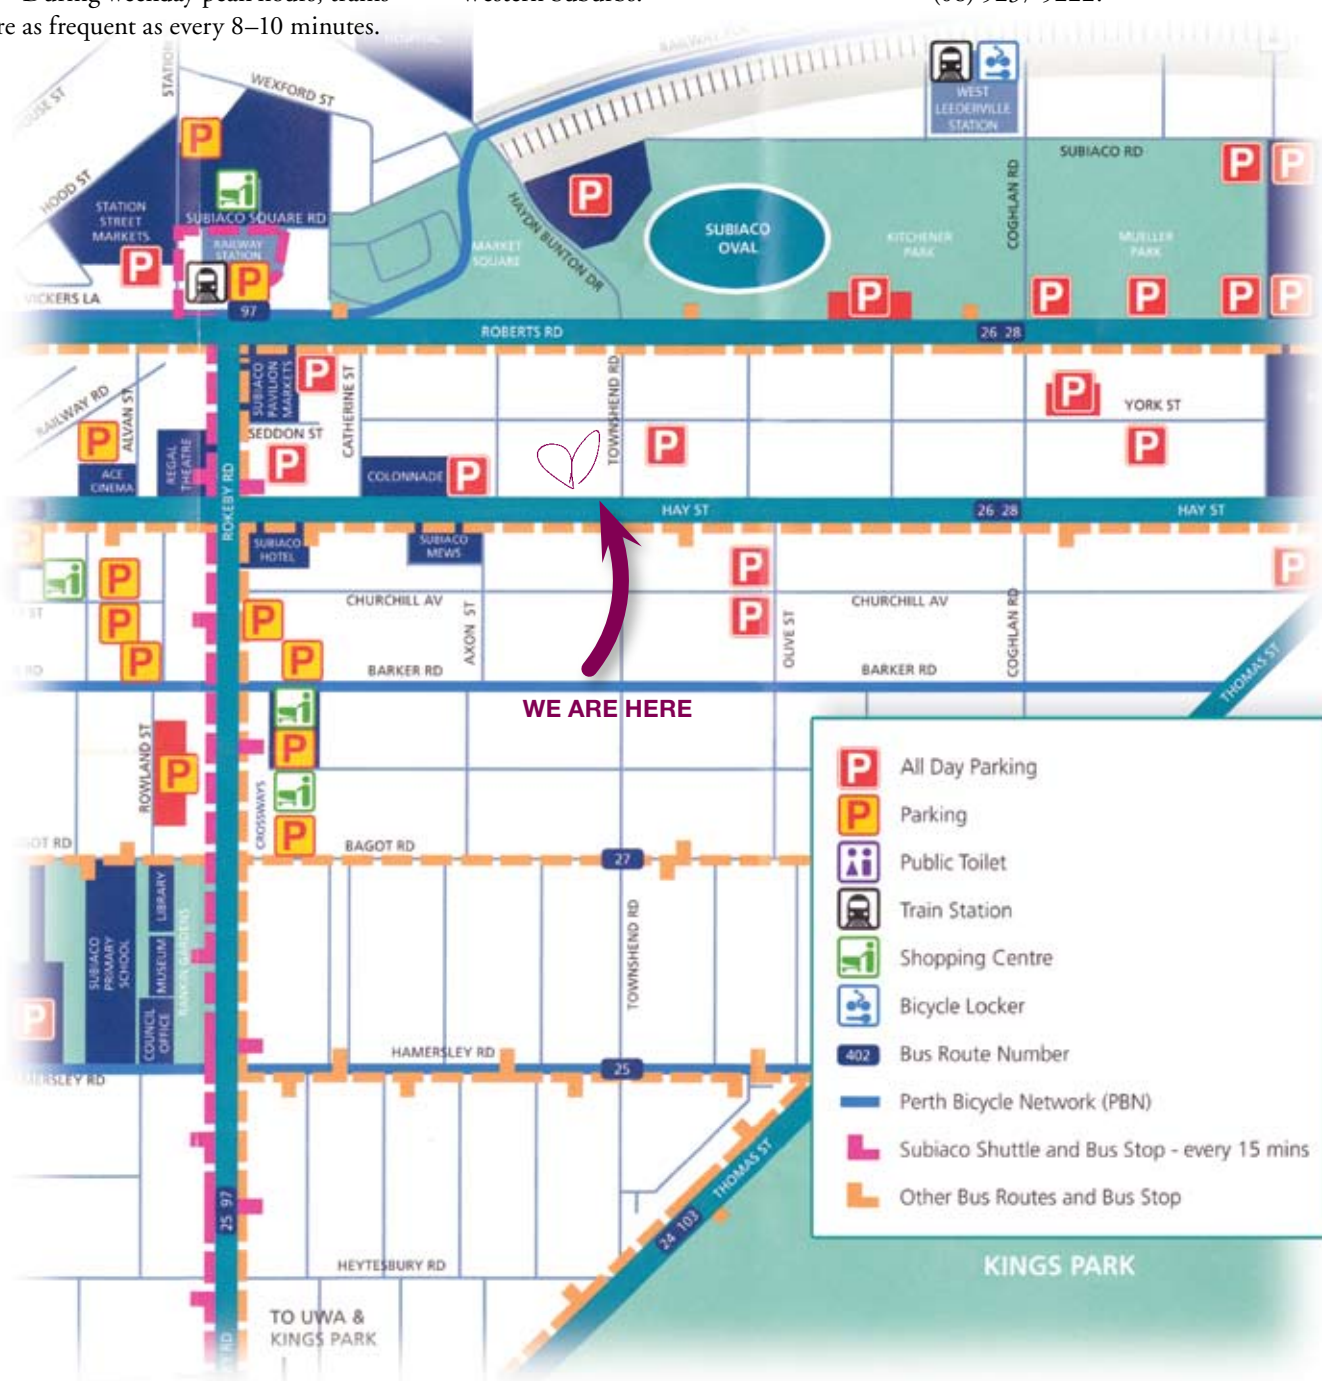 During weekday peak hours, trains
re as frequent as every 8–10 minutes.
WEXFORD ST
HOOD ST
STATION
STREET
MARKETS
SUBIACO SQUARE RD
RAILWAY
STATION
VICKERS LA
97
MARKET
SQUARE
HAYDN BUNTON DR
SUBIACO
OVAL
KITCHENER
PARK
COGHLAN RD
WEST
LEEDERVILLE
STATION
SUBIACO RD
MUELLER
PARK
ROBERTS RD
26 28
RAILWAY RD
ALVAN ST
ACE
CINEMA
REGAL
THEATRE
ROKEBY RD
SUBIACO
PAVILION
MARKETS
SEDDON ST
CATHERINE ST
COLONNADE
TOWNSHEND RD
YORK ST
HAY ST
26 28
HAY ST
SUBIACO
HOTEL
SUBIACO
MEWS
CHURCHILL AV
AXON ST
OLIVE ST
CHURCHILL AV
COGHLAN RD
BARKER RD
BARKER RD
THOMAS ST
WE ARE HERE
ROWLAND ST
CROSSWAYS
BAGOT RD
27
SUBIACO
PRIMARY
SCHOOL
LIBRARY
MUSEUM
COUNCIL
OFFICE
RANKIN GARDENS
TOWNSHEND RD
HAMERSLEY RD
25
25 97
THOMAS ST
24 103
HEYTESBURY RD
TO UWA &
KINGS PARK
P All Day Parking
P Parking
Public Toilet
Train Station
Shopping Centre
Bicycle Locker
402 Bus Route Number
Perth Bicycle Network (PBN)
Subiaco Shuttle and Bus Stop - every 15 mins
Other Bus Routes and Bus Stop
KINGS PARK